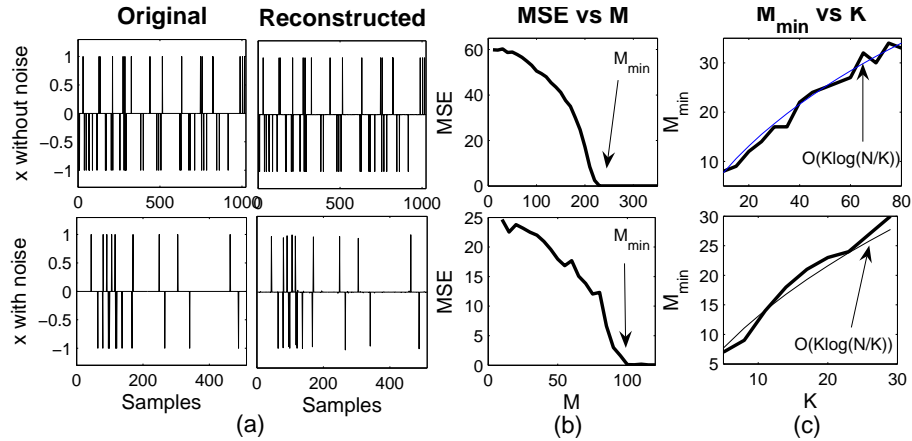 Original
Reconstructed
MSE vs M
M_min vs K
x without noise
1
0.5
0
−0.5
−1
0
500
1000
0
500
1000
MSE
60
40
20
0
0
100
200
300
M_min
M_min
30
20
10
20
40
60
80
O(Klog(N/K))
x with noise
1
0.5
0
−0.5
−1
0
200
400
Samples
0
200
400
Samples
(a)
MSE
25
20
15
10
5
0
0
50
100
M
M_min
(b)
M_min
30
25
20
15
10
5
10
20
30
K
O(Klog(N/K))
(c)